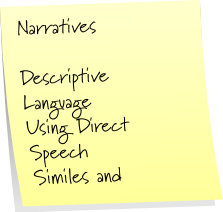 Narratives
Descriptive
Language
Using Direct
Speech
Similes and